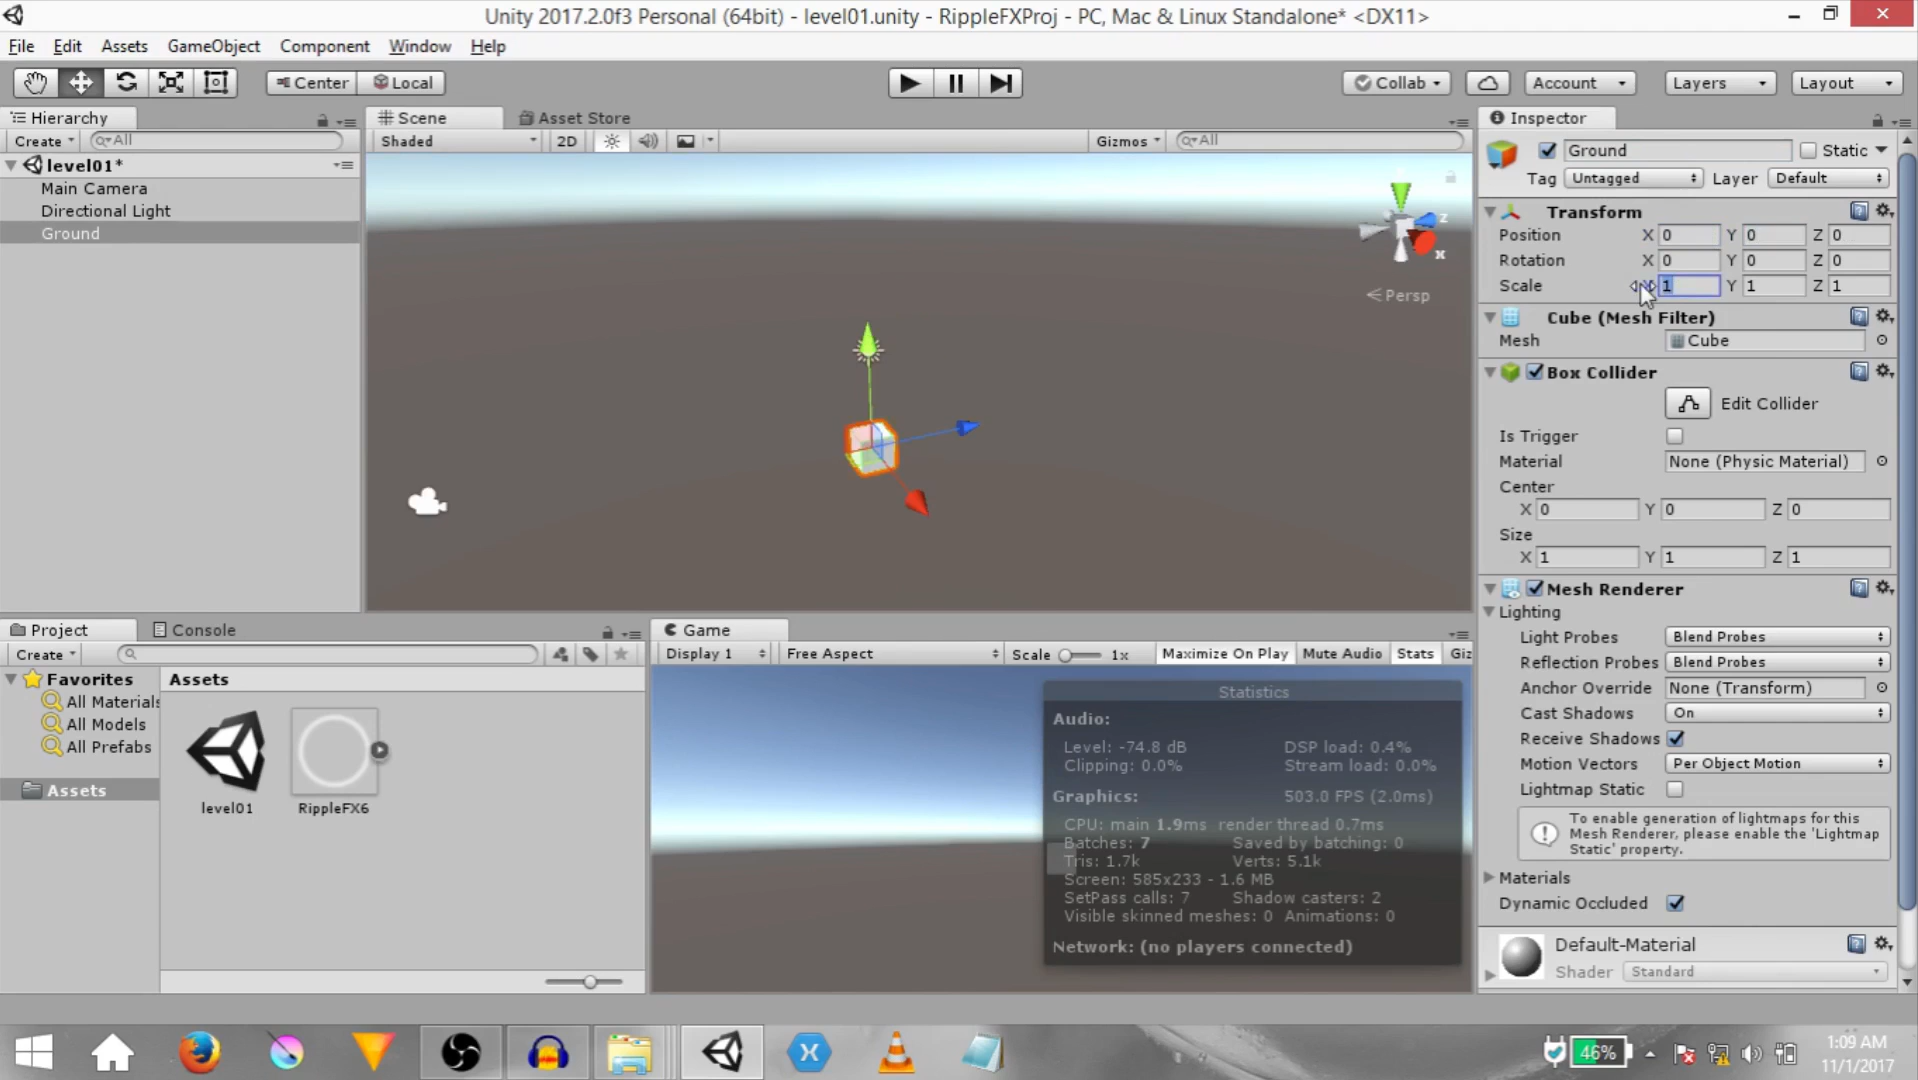 Unity 2017.2.0f3 Personal (64bit) - level01.unity - RippleFXProj - PC, Mac & Linux Standalone* <DX11>
File Edit Assets GameObject Component Window Help
Center Local Collab Account Layers Layout
Hierarchy
Create All
level01*
Main Camera
Directional Light
Ground
Scene Asset Store
Shaded 2D Gizmos All
z
x
Persp
Inspector
Ground Static
Tag Untagged Layer Default
Transform
Position X 0 Y 0 Z 0
Rotation X 0 Y 0 Z 0
Scale X 1 Y 1 Z 1
Cube (Mesh Filter)
Mesh Cube
Box Collider
Edit Collider
Is Trigger
Material None (Physic Material)
Center
X 0 Y 0 Z 0
Size
X 1 Y 1 Z 1
Mesh Renderer
Lighting
Light Probes Blend Probes
Reflection Probes Blend Probes
Anchor Override None (Transform)
Cast Shadows On
Receive Shadows
Motion Vectors Per Object Motion
Lightmap Static
To enable generation of lightmaps for this
Mesh Renderer, please enable the 'Lightmap
Static' property.
Materials
Dynamic Occluded
Default-Material
Shader Standard
Project Console
Create
Favorites
All Materials
All Models
All Prefabs
Assets
Assets
level01 RippleFX6
Game
Display 1 Free Aspect Scale 1x Maximize On Play Mute Audio Stats Giz
Statistics
Audio:
Level: -74.8 dB DSP load: 0.4%
Clipping: 0.0% Stream load: 0.0%
Graphics: 503.0 FPS (2.0ms)
CPU: main 1.9ms render thread 0.7ms
Batches: 7 Saved by batching: 0
Tris: 1.7k Verts: 5.1k
Screen: 585x233 - 1.6 MB
SetPass calls: 7 Shadow casters: 2
Visible skinned meshes: 0 Animations: 0
Network: (no players connected)
46%
1:09 AM
11/1/2017